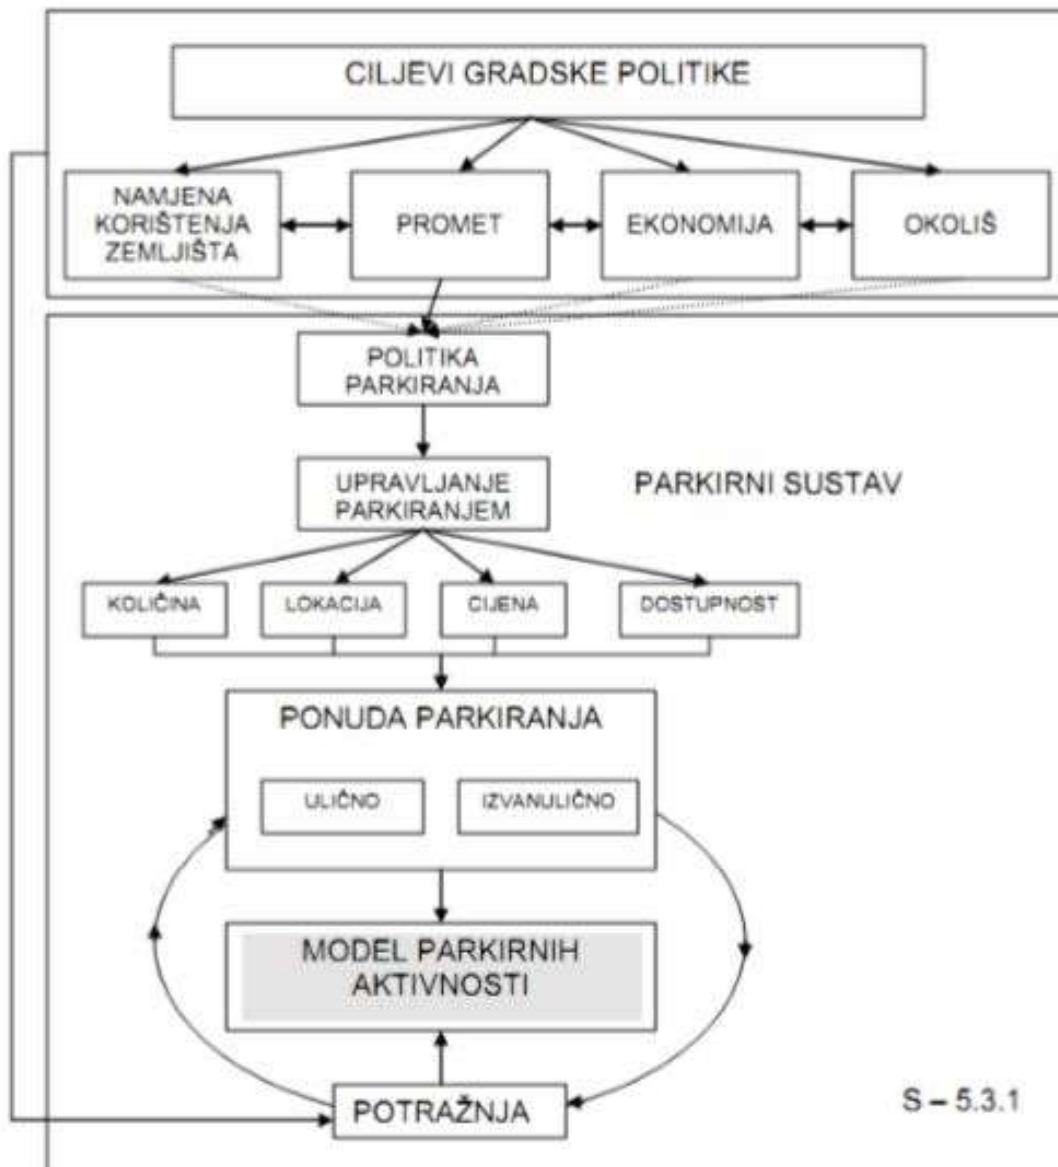 CILJEVI GRADSKE POLITIKE
NAMJENA
KORIŠTENJA
ZEMLJIŠTA
PROMET
EKONOMIJA
OKOLIŠ
POLITIKA
PARKIRANJA
UPRAVLJANJE
PARKIRANJEM
PARKIRNI SUSTAV
KOLIČINA
LOKACIJA
CIJENA
DOSTUPNOST
PONUDA PARKIRANJA
ULIČNO
IZVANULIČNO
MODEL PARKIRNIH
AKTIVNOSTI
POTRAŽNJA
S – 5.3.1